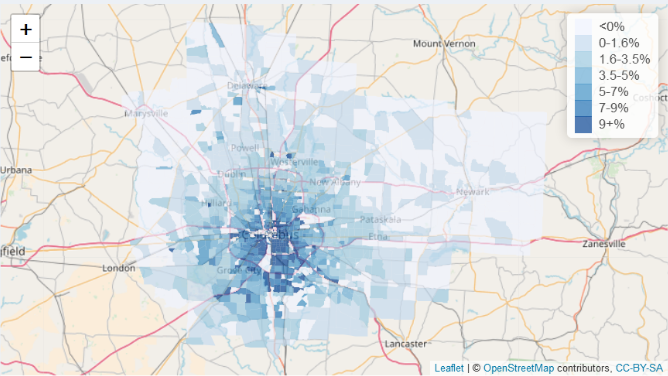 +
−
<0%
0-1.6%
1.6-3.5%
3.5-5%
5-7%
7-9%
9+%
Mount Vernon
Coshoct
Delaware
Marysville
Powell
Westerville
Dublin
New Albany
Newark
Urbana
Hilliard
Gahanna
Pataskala
Columbus
Etna
Zanesville
gfield
London
Grove City
Lancaster
Leaflet | © OpenStreetMap contributors, CC-BY-SA